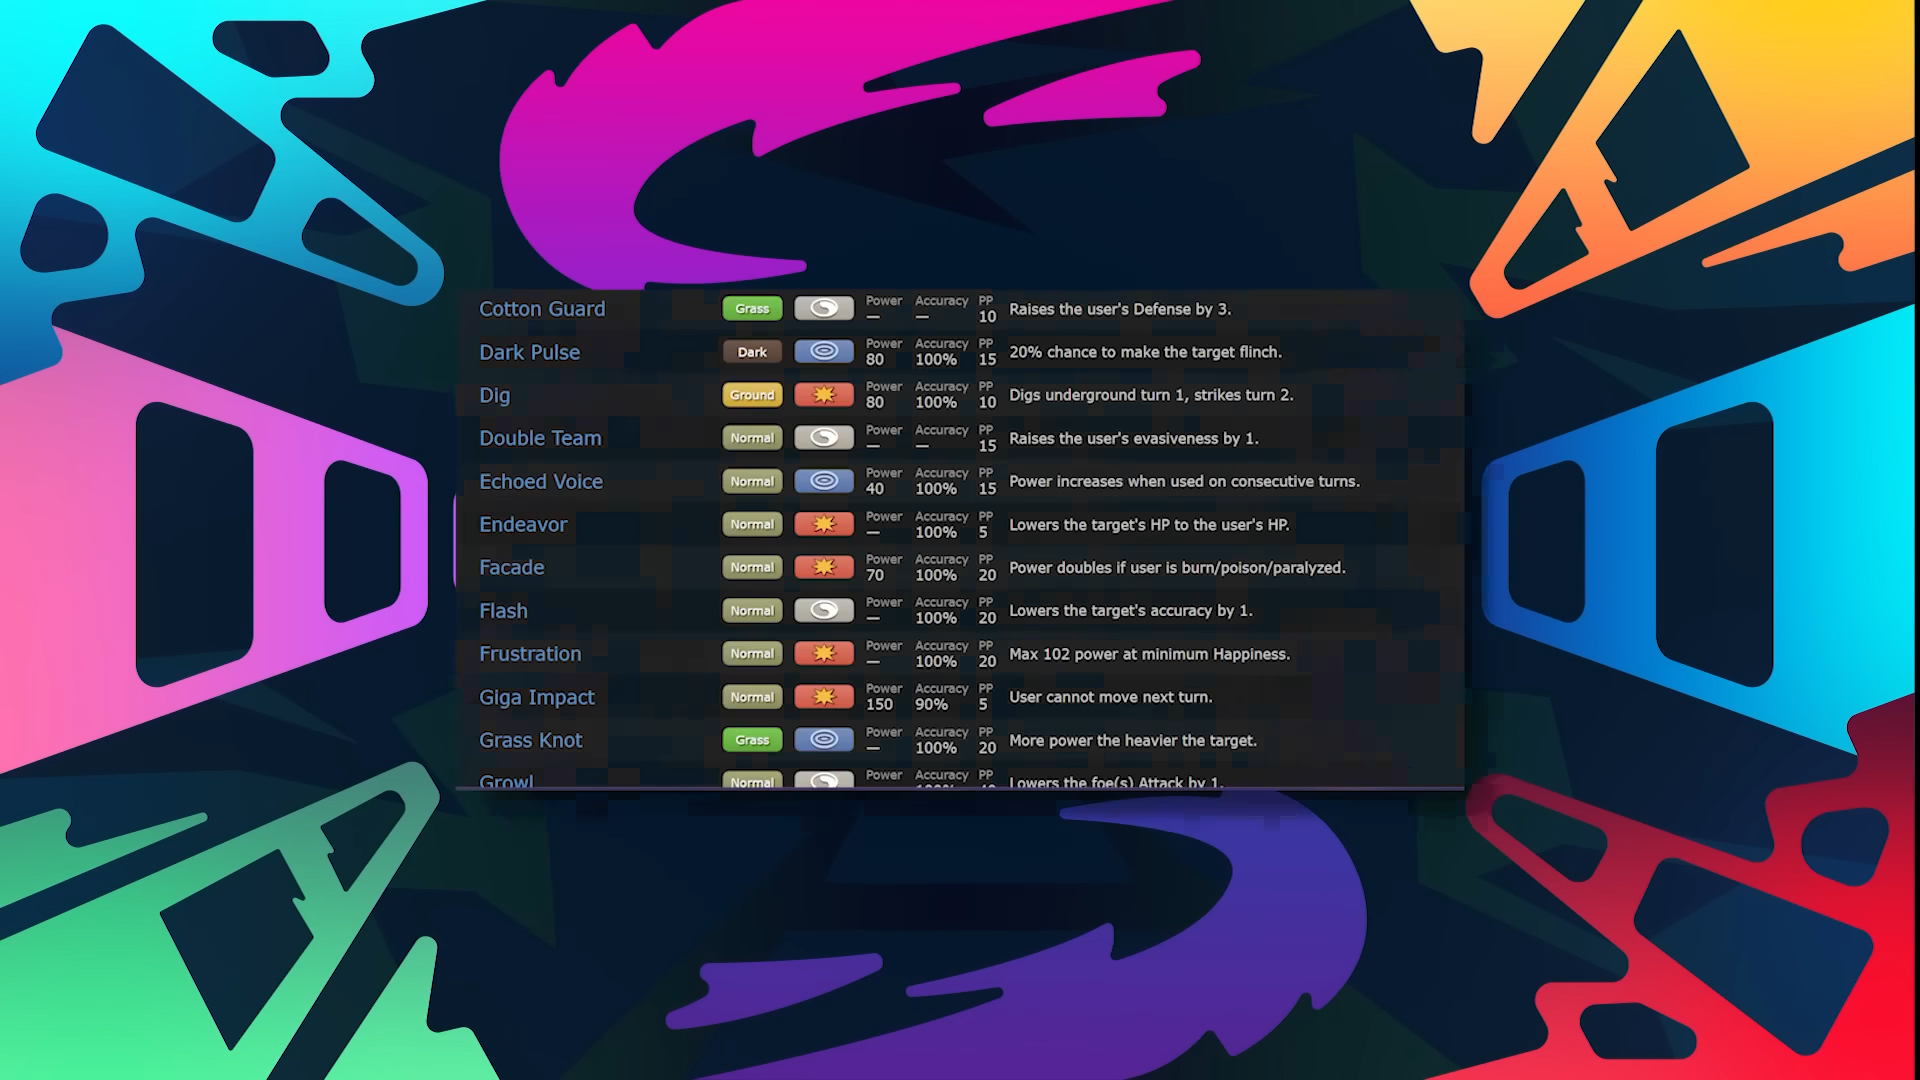 Cotton Guard Grass Power — Accuracy — PP 10 Raises the user's Defense by 3.
Dark Pulse Dark Power 80 Accuracy 100% PP 15 20% chance to make the target flinch.
Dig Ground Power 80 Accuracy 100% PP 10 Digs underground turn 1, strikes turn 2.
Double Team Normal Power — Accuracy — PP 15 Raises the user's evasiveness by 1.
Echoed Voice Normal Power 40 Accuracy 100% PP 15 Power increases when used on consecutive turns.
Endeavor Normal Power — Accuracy 100% PP 5 Lowers the target's HP to the user's HP.
Facade Normal Power 70 Accuracy 100% PP 20 Power doubles if user is burn/poison/paralyzed.
Flash Normal Power — Accuracy 100% PP 20 Lowers the target's accuracy by 1.
Frustration Normal Power — Accuracy 100% PP 20 Max 102 power at minimum Happiness.
Giga Impact Normal Power 150 Accuracy 90% PP 5 User cannot move next turn.
Grass Knot Grass Power — Accuracy 100% PP 20 More power the heavier the target.
Growl Normal Power Accuracy PP Lowers the foe(s) Attack by 1.